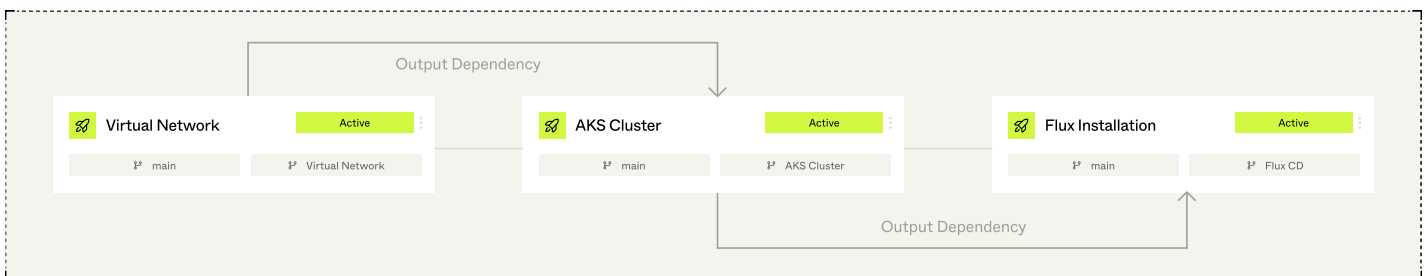 Output Dependency
Virtual Network
Active
main
Virtual Network
AKS Cluster
Active
main
AKS Cluster
Flux Installation
Active
main
Flux CD
Output Dependency